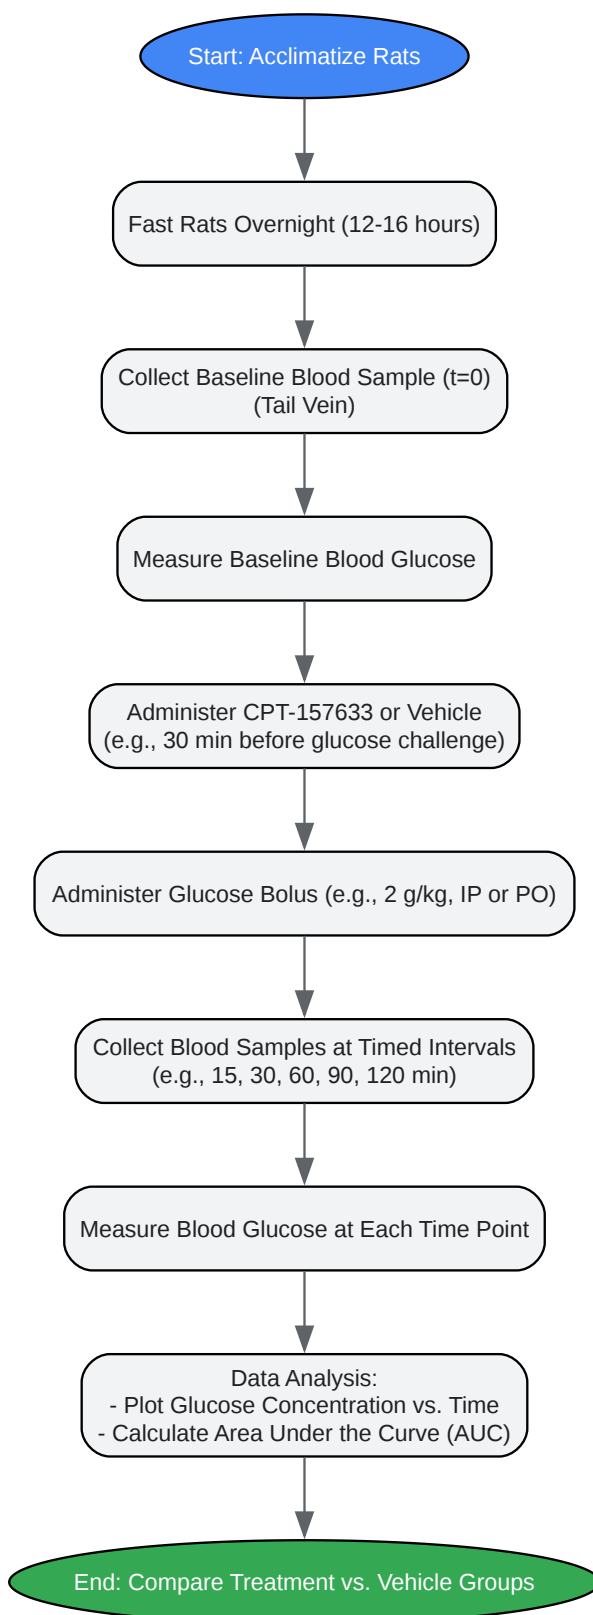 Start: Acclimatize Rats
Fast Rats Overnight (12-16 hours)
Collect Baseline Blood Sample (t=0)
(Tail Vein)
Measure Baseline Blood Glucose
Administer CPT-157633 or Vehicle
(e.g., 30 min before glucose challenge)
Administer Glucose Bolus (e.g., 2 g/kg, IP or PO)
Collect Blood Samples at Timed Intervals
(e.g., 15, 30, 60, 90, 120 min)
Measure Blood Glucose at Each Time Point
Data Analysis:
- Plot Glucose Concentration vs. Time
- Calculate Area Under the Curve (AUC)
End: Compare Treatment vs. Vehicle Groups